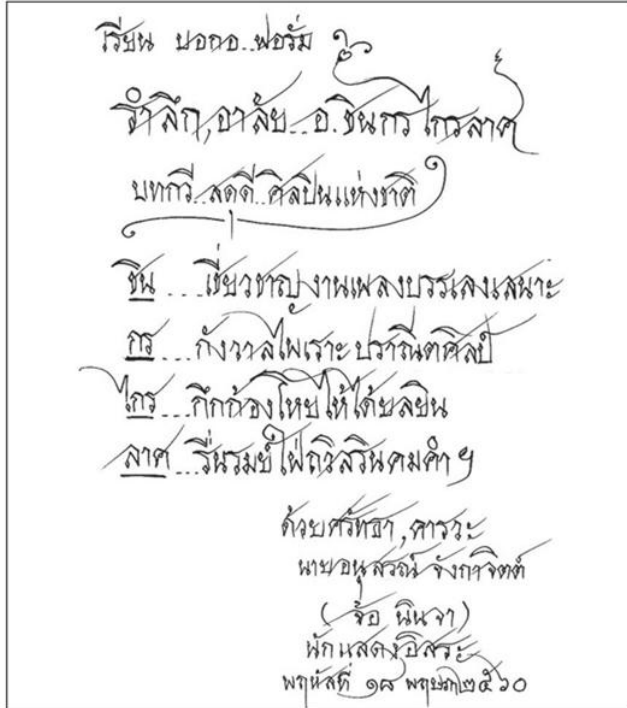 เรียน บอกอ..ฟอรั่ม
รำลึก,อาลัย..อ.ชินกร ไกรลาศ
บทกวี..สดุดี..ศิลปินแห่งชาติ
ชิน ....เชี่ยวชาญงานเพลงบรรเลงเสนาะ
กร ....กังวาลไพเราะ ปราณีตศิลป์
ไกร ....กึกก้องโหยไห้ได้ยลยิน
ลาศ ...รื่นรมย์ใฝ่ถวิลรินคมคำ ฯ
ด้วยศรัทธา,คารวะ
นายอนุสรณ์ จังกาจิตต์
(จ้อ นินจา)
นักแสดงอิสระ
พฤหัสที่ ๑๘ พฤษภา๒๕๖๐